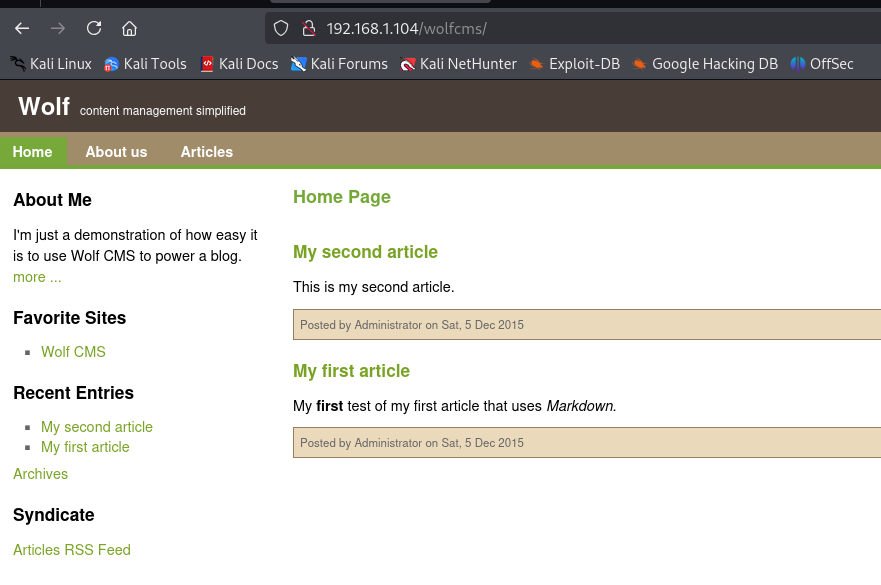 192.168.1.104/wolfcms/
Kali Linux Kali Tools Kali Docs Kali Forums Kali NetHunter Exploit-DB Google Hacking DB OffSec
Wolf content management simplified
Home About us Articles
About Me
I'm just a demonstration of how easy it
is to use Wolf CMS to power a blog.
more ...
Favorite Sites
Wolf CMS
Recent Entries
My second article
My first article
Archives
Syndicate
Articles RSS Feed
Home Page
My second article
This is my second article.
Posted by Administrator on Sat, 5 Dec 2015
My first article
My first test of my first article that uses Markdown.
Posted by Administrator on Sat, 5 Dec 2015